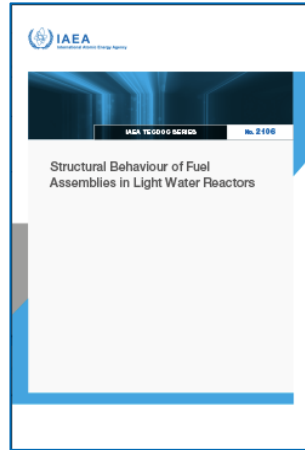 IAEA
International Atomic Energy Agency
IAEA TECDOC SERIES
No. 2106
Structural Behaviour of Fuel
Assemblies in Light Water Reactors